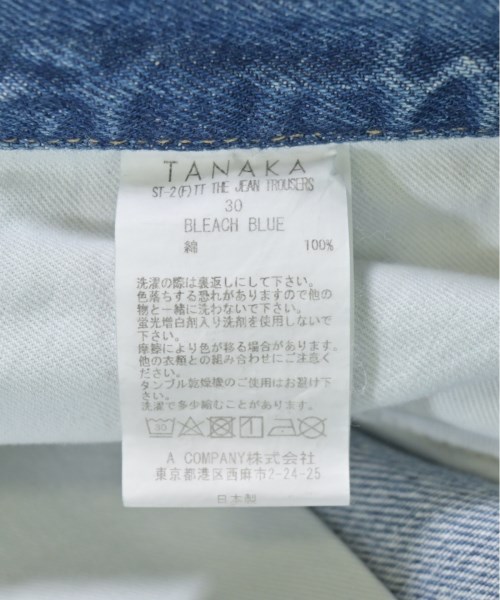 TANAKA
ST-2(F)TT THE JEAN TROUSERS
30
BLEACH BLUE
綿 100%
洗濯の際は裏返しにして下さい。
色落ちする恐れがありますので他の
物と一緒に洗わないで下さい。
蛍光増白剤入り洗剤を使用しないで
下さい。
摩擦により色が移る場合があります。
他の衣類との組み合わせにご注意く
ださい。
タンブル乾燥機のご使用はお避け下
さい。
洗濯で多少縮むことがあります。
30
A COMPANY株式会社
東京都港区西麻布2-24-25
日本製